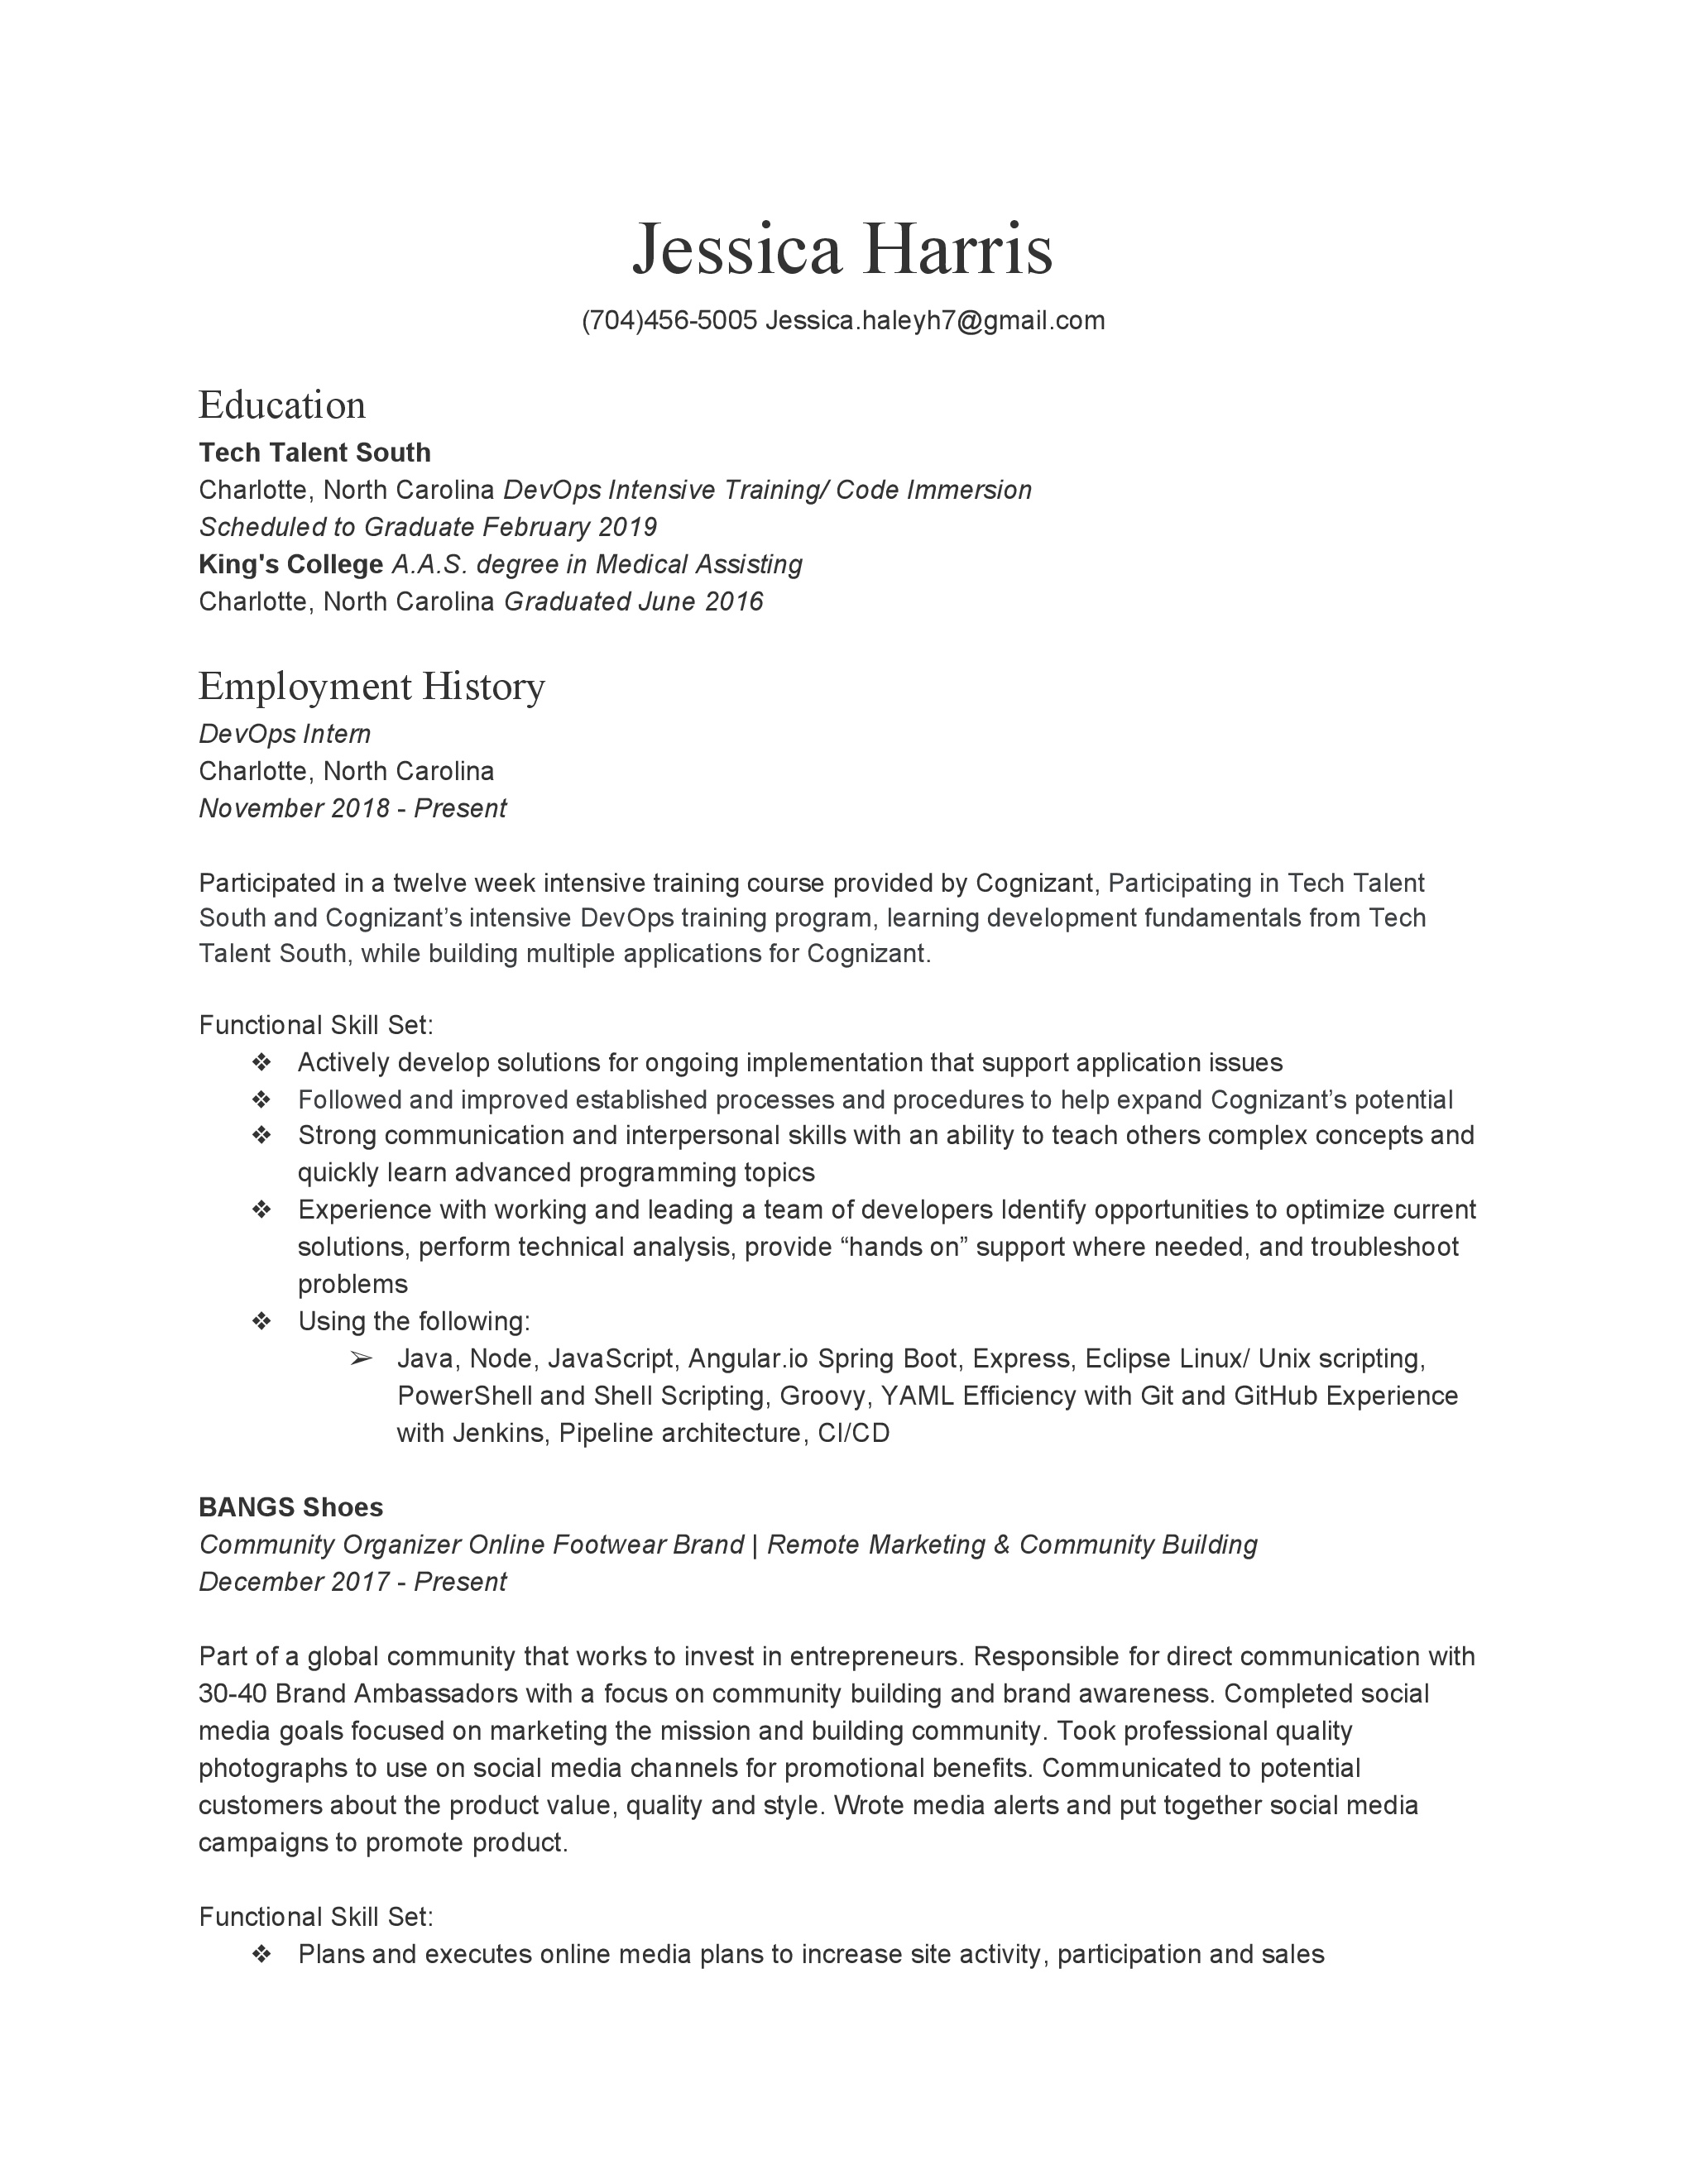 Jessica Harris
(704)456-5005 Jessica.haleyh7@gmail.com
Education
Tech Talent South
Charlotte, North Carolina DevOps Intensive Training/ Code Immersion
Scheduled to Graduate February 2019
King's College A.A.S. degree in Medical Assisting
Charlotte, North Carolina Graduated June 2016
Employment History
DevOps Intern
Charlotte, North Carolina
November 2018 - Present
Participated in a twelve week intensive training course provided by Cognizant, Participating in Tech Talent
South and Cognizant’s intensive DevOps training program, learning development fundamentals from Tech
Talent South, while building multiple applications for Cognizant.
Functional Skill Set:
❖ Actively develop solutions for ongoing implementation that support application issues
❖ Followed and improved established processes and procedures to help expand Cognizant’s potential
❖ Strong communication and interpersonal skills with an ability to teach others complex concepts and
quickly learn advanced programming topics
❖ Experience with working and leading a team of developers Identify opportunities to optimize current
solutions, perform technical analysis, provide “hands on” support where needed, and troubleshoot
problems
❖ Using the following:
➢ Java, Node, JavaScript, Angular.io Spring Boot, Express, Eclipse Linux/ Unix scripting,
PowerShell and Shell Scripting, Groovy, YAML Efficiency with Git and GitHub Experience
with Jenkins, Pipeline architecture, CI/CD
BANGS Shoes
Community Organizer Online Footwear Brand | Remote Marketing & Community Building
December 2017 - Present
Part of a global community that works to invest in entrepreneurs. Responsible for direct communication with
30-40 Brand Ambassadors with a focus on community building and brand awareness. Completed social
media goals focused on marketing the mission and building community. Took professional quality
photographs to use on social media channels for promotional benefits. Communicated to potential
customers about the product value, quality and style. Wrote media alerts and put together social media
campaigns to promote product.
Functional Skill Set:
❖ Plans and executes online media plans to increase site activity, participation and sales